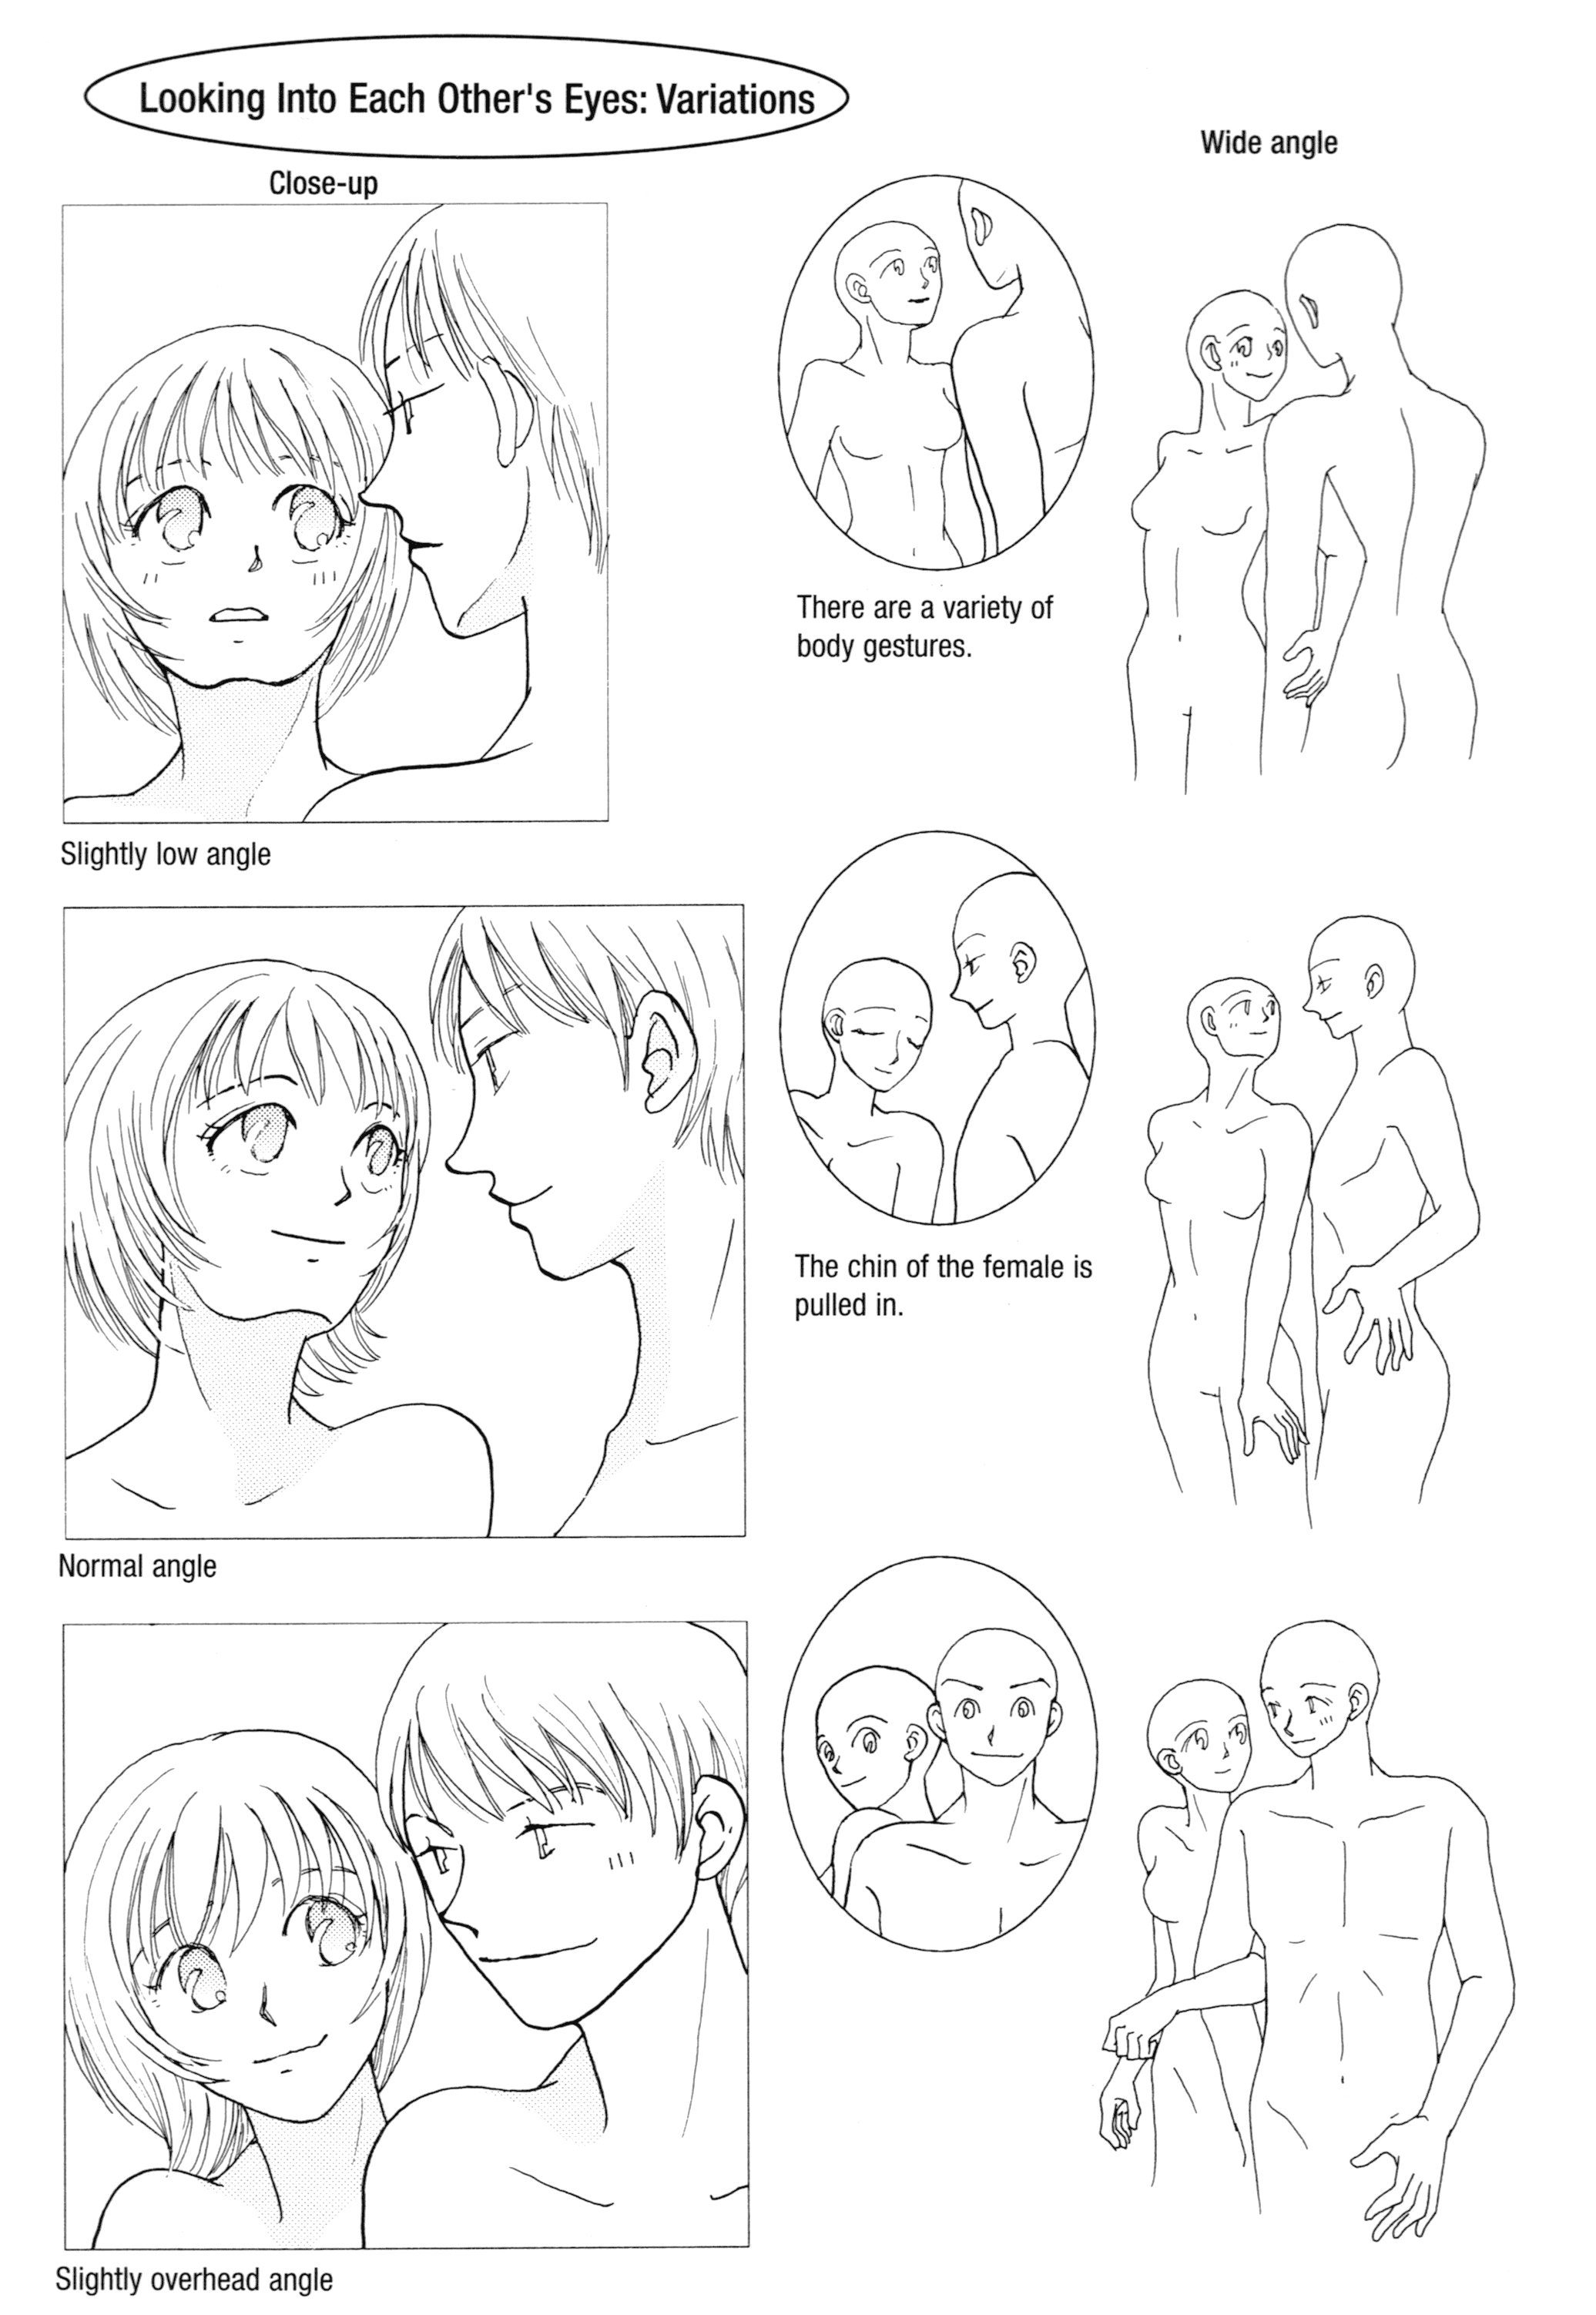 Looking Into Each Other's Eyes: Variations
Close-up
Wide angle
There are a variety of
body gestures.
Slightly low angle
The chin of the female is
pulled in.
Normal angle
Slightly overhead angle